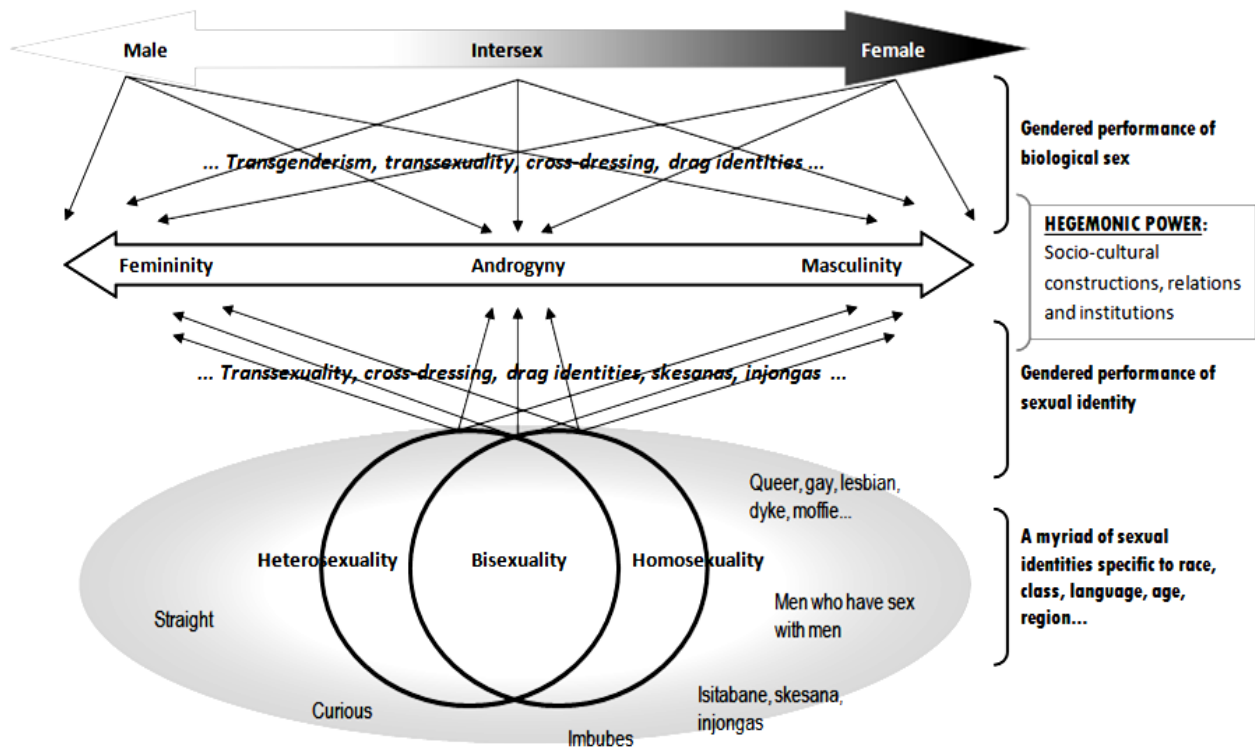 Male
Intersex
Female
... Transgenderism, transsexuality, cross-dressing, drag identities ...
Gendered performance of
biological sex
HEGEMONIC POWER:
Socio-cultural
constructions, relations
and institutions
Femininity
Androgyny
Masculinity
... Transsexuality, cross-dressing, drag identities, skesanas, injongas ...
Gendered performance of
sexual identity
Queer, gay, lesbian,
dyke, moffie...
Heterosexuality
Bisexuality
Homosexuality
A myriad of sexual
identities specific to race,
class, language, age,
region...
Straight
Men who have sex
with men
Curious
Imbubes
Isitabane, skesana,
injongas